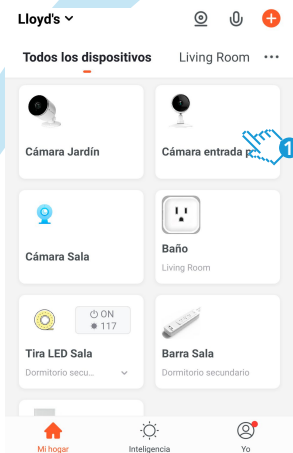 Lloyd's
Todos los dispositivos Living Room
Cámara Jardín
Cámara entrada
1
Cámara Sala
Baño
Living Room
ON
117
Tira LED Sala
Dormitorio secu...
Barra Sala
Dormitorio secundario
Mi hogar
Inteligencia
Yo